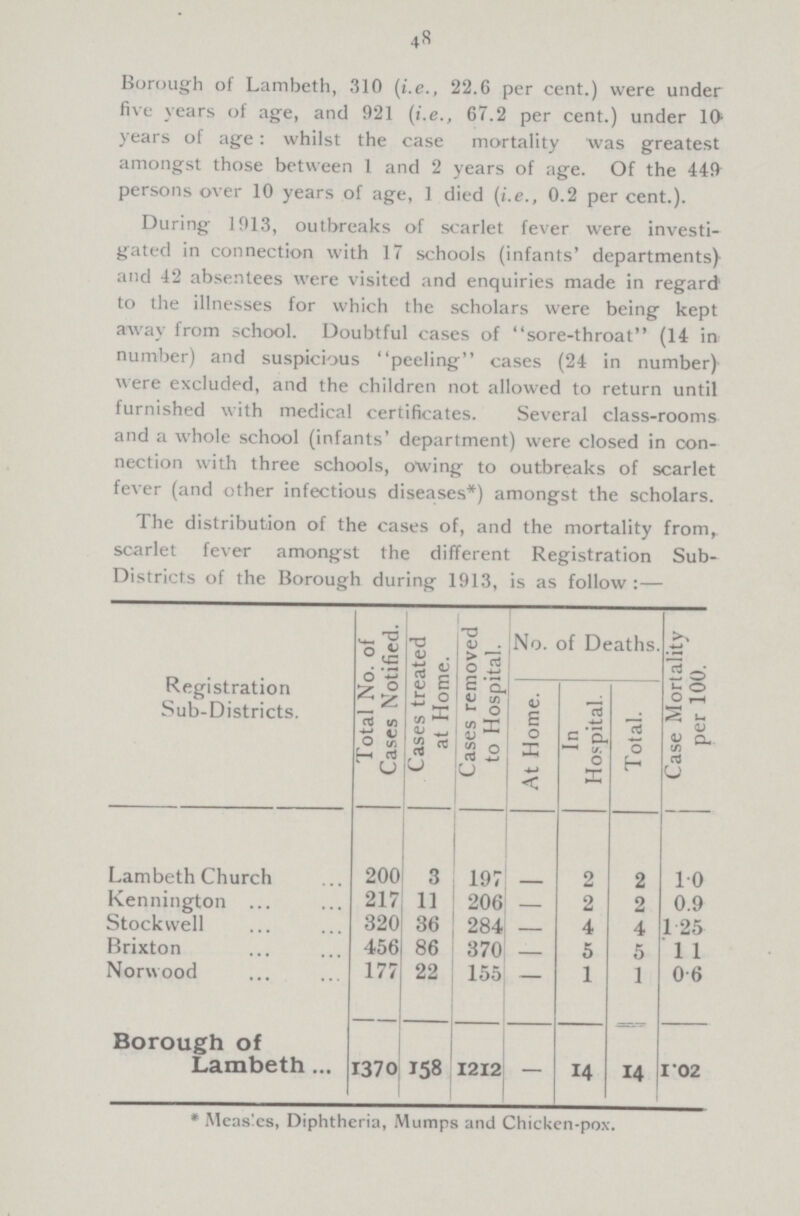 48
Borough of Lambeth, 310 (i.e., 22.6 per cent.) were under
five years of age, and 921 (i.e., 67.2 per cent.) under 10
years of age: whilst the case mortality was greatest
amongst those between 1 and 2 years of age. Of the 449
persons over 10 years of age, 1 died (i.e., 0.2 per cent.).
During 1913, outbreaks of scarlet fever were investi-
gated in connection with 17 schools (infants' departments)
and 42 absentees were visited and enquiries made in regard
to the illnesses for which the scholars were being kept
away from school. Doubtful cases of "sore-throat" (14 in
number) and suspicious "peeling" cases (24 in number)
were excluded, and the children not allowed to return until
furnished with medical certificates. Several class-rooms
and a whole school (infants' department) were closed in con-
nection with three schools, owing to outbreaks of scarlet
fever (and other infectious diseases*) amongst the scholars.
The distribution of the cases of, and the mortality from,
scarlet fever amongst the different Registration Sub-
Districts of the Borough during 1913, is as follow :—
Registration
Sub-Districts.
Total No. of
Cases Notified.
Cases treated
at Home.
Cases removed
to Hospital.
No. of Deaths.
At Home.
In
Hospital.
Total.
Case Mortality
per 100.
Lambeth Church ... 200 3 197 — 2 2 1·0
Kennington ... ... 217 11 206 — 2 2 0.9
Stockwell ... ... 320 36 284 — 4 4 1·25
Brixton ... ... 456 86 370 — 5 5 1 1
Norwood ... ... 177 22 155 — 1 1 0·6
Borough of
Lambeth ... 1370 158 1212 — 14 14 1·02
* Measles, Diphtheria, Mumps and Chicken-pox.